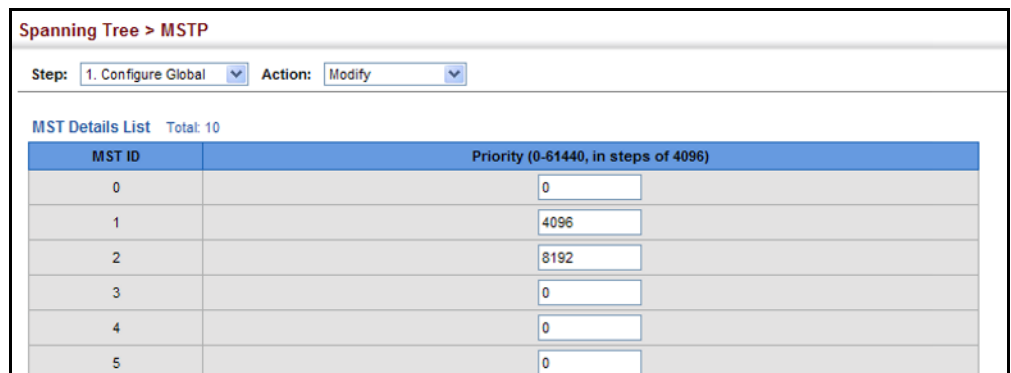 Spanning Tree > MSTP
Step: 1. Configure Global Action: Modify
MST Details List Total: 10
MST ID Priority (0-61440, in steps of 4096)
0 0
1 4096
2 8192
3 0
4 0
5 0